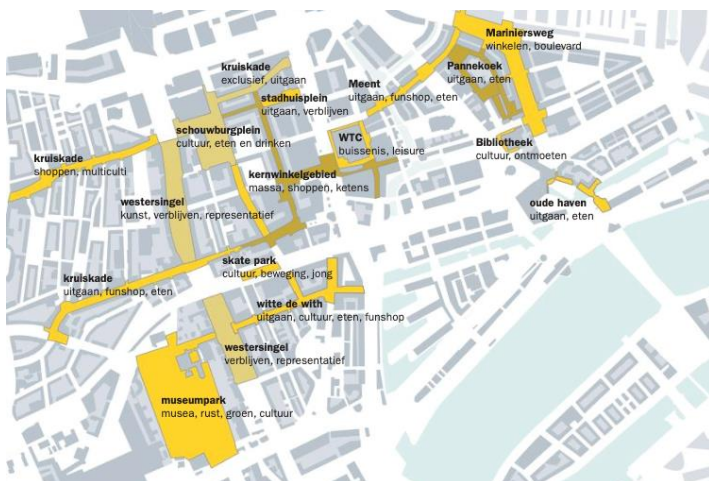 Mariniersweg
winkelen, boulevard
kruiskade
exclusief, uitgaan
Pannekoek
uitgaan, eten
Meent
uitgaan, funshop, eten
stadhuisplein
uitgaan, verblijven
schouwburgplein
cultuur, eten en drinken
WTC
buissenis, leisure
Bibliotheek
cultuur, ontmoeten
kruiskade
shoppen, multiculti
kernwinkelgebied
massa, shoppen, ketens
westersingel
kunst, verblijven, representatief
oude haven
uitgaan, eten
skate park
cultuur, beweging, jong
kruiskade
uitgaan, funshop, eten
witte de with
uitgaan, cultuur, eten, funshop
westersingel
verblijven, representatief
museumpark
musea, rust, groen, cultuur